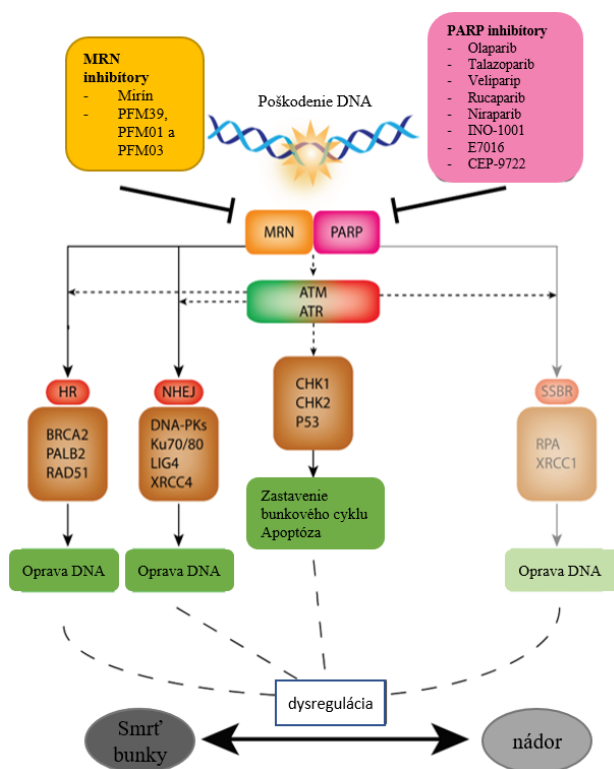 MRN
inhibítory
- Mirin
- PFM39,
PFM01 a
PFM03
Poškodenie DNA
PARP inhibítory
- Olaparib
- Talazoparib
- Veliparip
- Rucaparib
- Niraparib
- INO-1001
- E7016
- CEP-9722
MRN
PARP
ATM
ATR
HR
NHEJ
SSBR
BRCA2
PALB2
RAD51
DNA-PKs
Ku70/80
LIG4
XRCC4
CHK1
CHK2
P53
RPA
XRCC1
Zastavenie
bunkového cyklu
Apoptóza
Oprava DNA
Oprava DNA
Oprava DNA
dysregulácia
Smrť
bunky
nádor